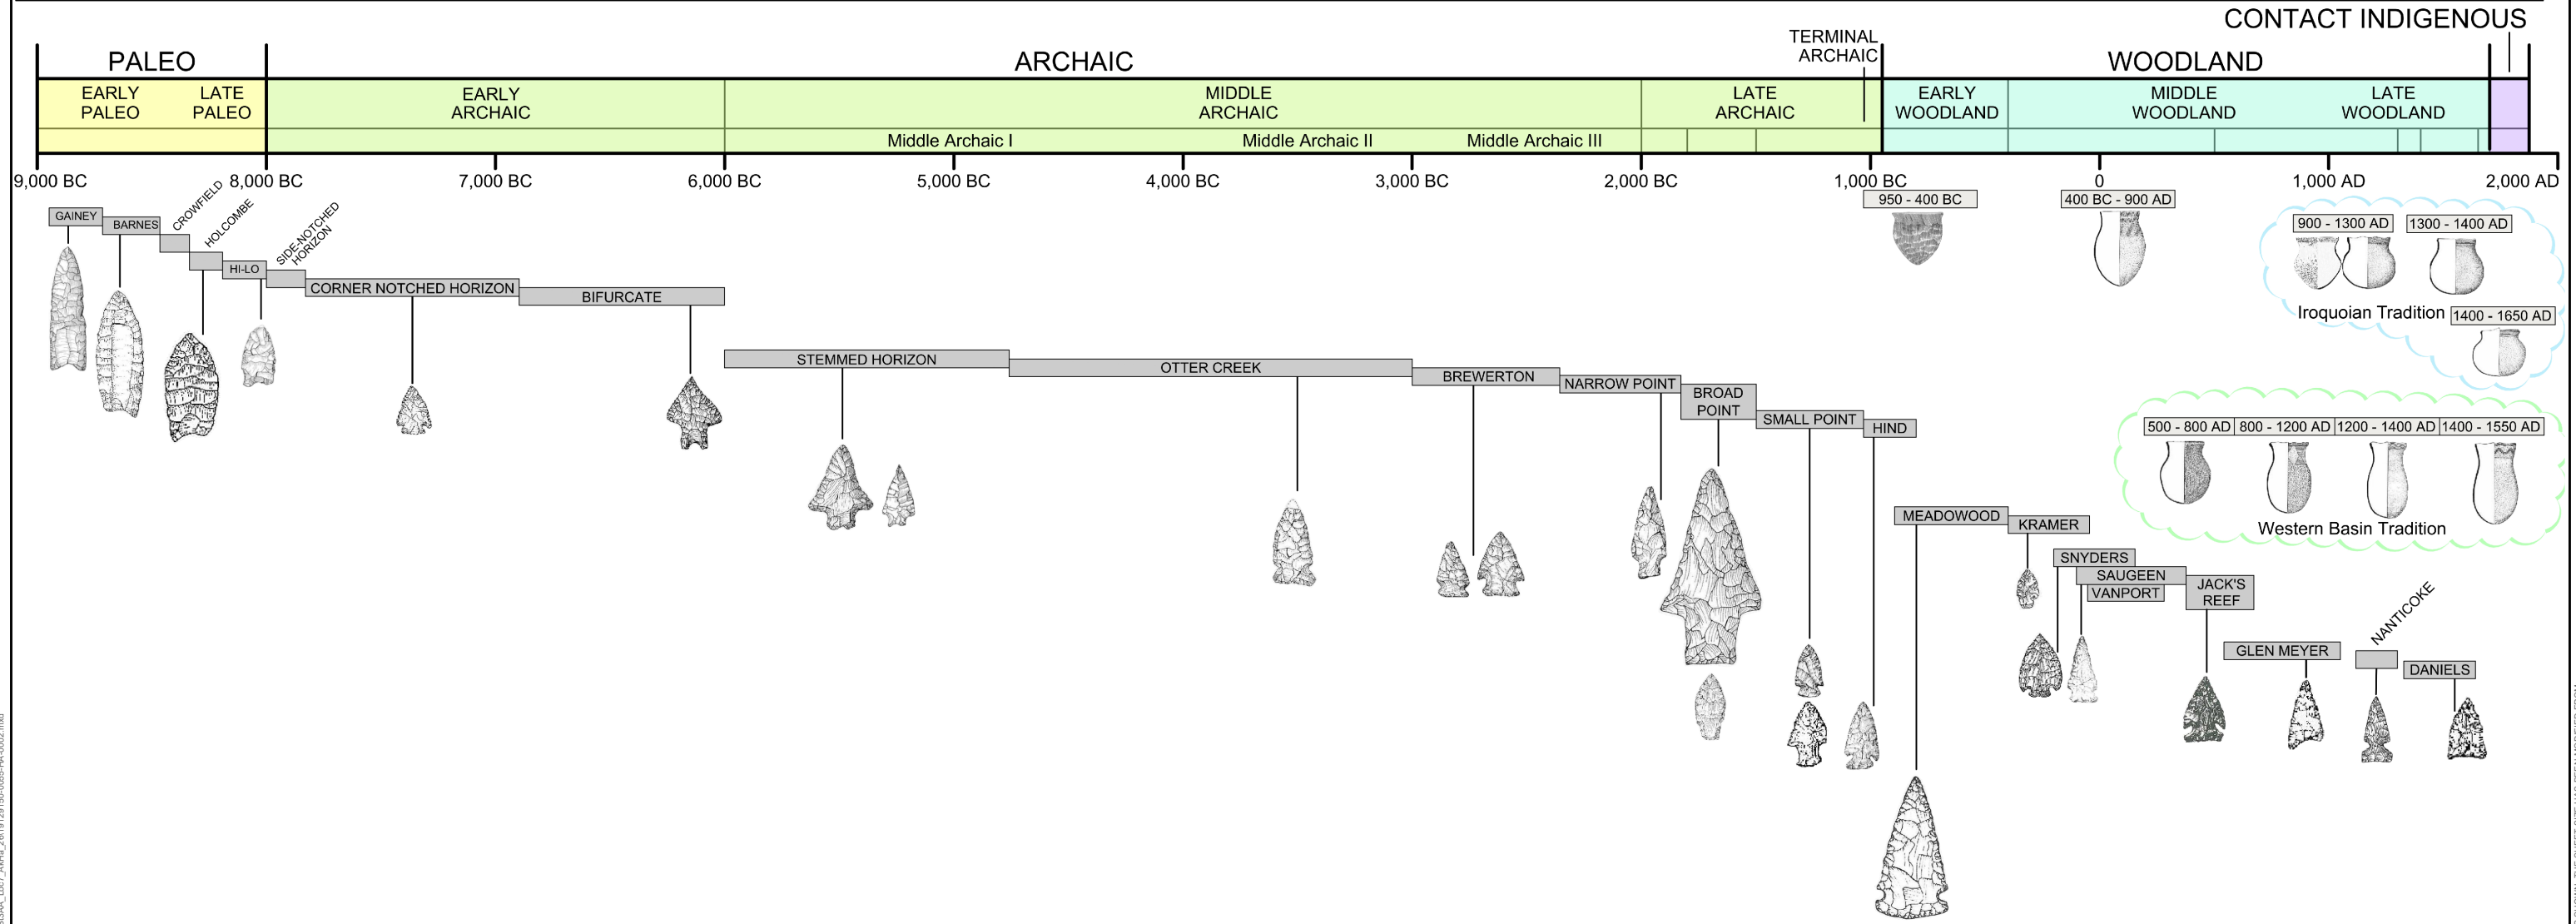 CONTACT INDIGENOUS
TERMINAL
ARCHAIC
PALEO
ARCHAIC
WOODLAND
EARLY
PALEO
LATE
PALEO
EARLY
ARCHAIC
MIDDLE
ARCHAIC
LATE
ARCHAIC
EARLY
WOODLAND
MIDDLE
WOODLAND
LATE
WOODLAND
Middle Archaic I
Middle Archaic II
Middle Archaic III
9,000 BC
8,000 BC
7,000 BC
6,000 BC
5,000 BC
4,000 BC
3,000 BC
2,000 BC
1,000 BC
0
1,000 AD
2,000 AD
GAINEY
BARNES
CROWFIELD
HOLCOMBE
HI-LO
SIDE-NOTCHED
HORIZON
CORNER NOTCHED HORIZON
BIFURCATE
STEMMED HORIZON
OTTER CREEK
BREWERTON
NARROW POINT
BROAD
POINT
SMALL POINT
HIND
950 - 400 BC
400 BC - 900 AD
900 - 1300 AD
1300 - 1400 AD
Iroquoian Tradition
1400 - 1650 AD
500 - 800 AD
800 - 1200 AD
1200 - 1400 AD
1400 - 1550 AD
Western Basin Tradition
MEADOWOOD
KRAMER
SNYDERS
SAUGEEN
VANPORT
JACK'S
REEF
GLEN MEYER
NANTICOKE
DANIELS